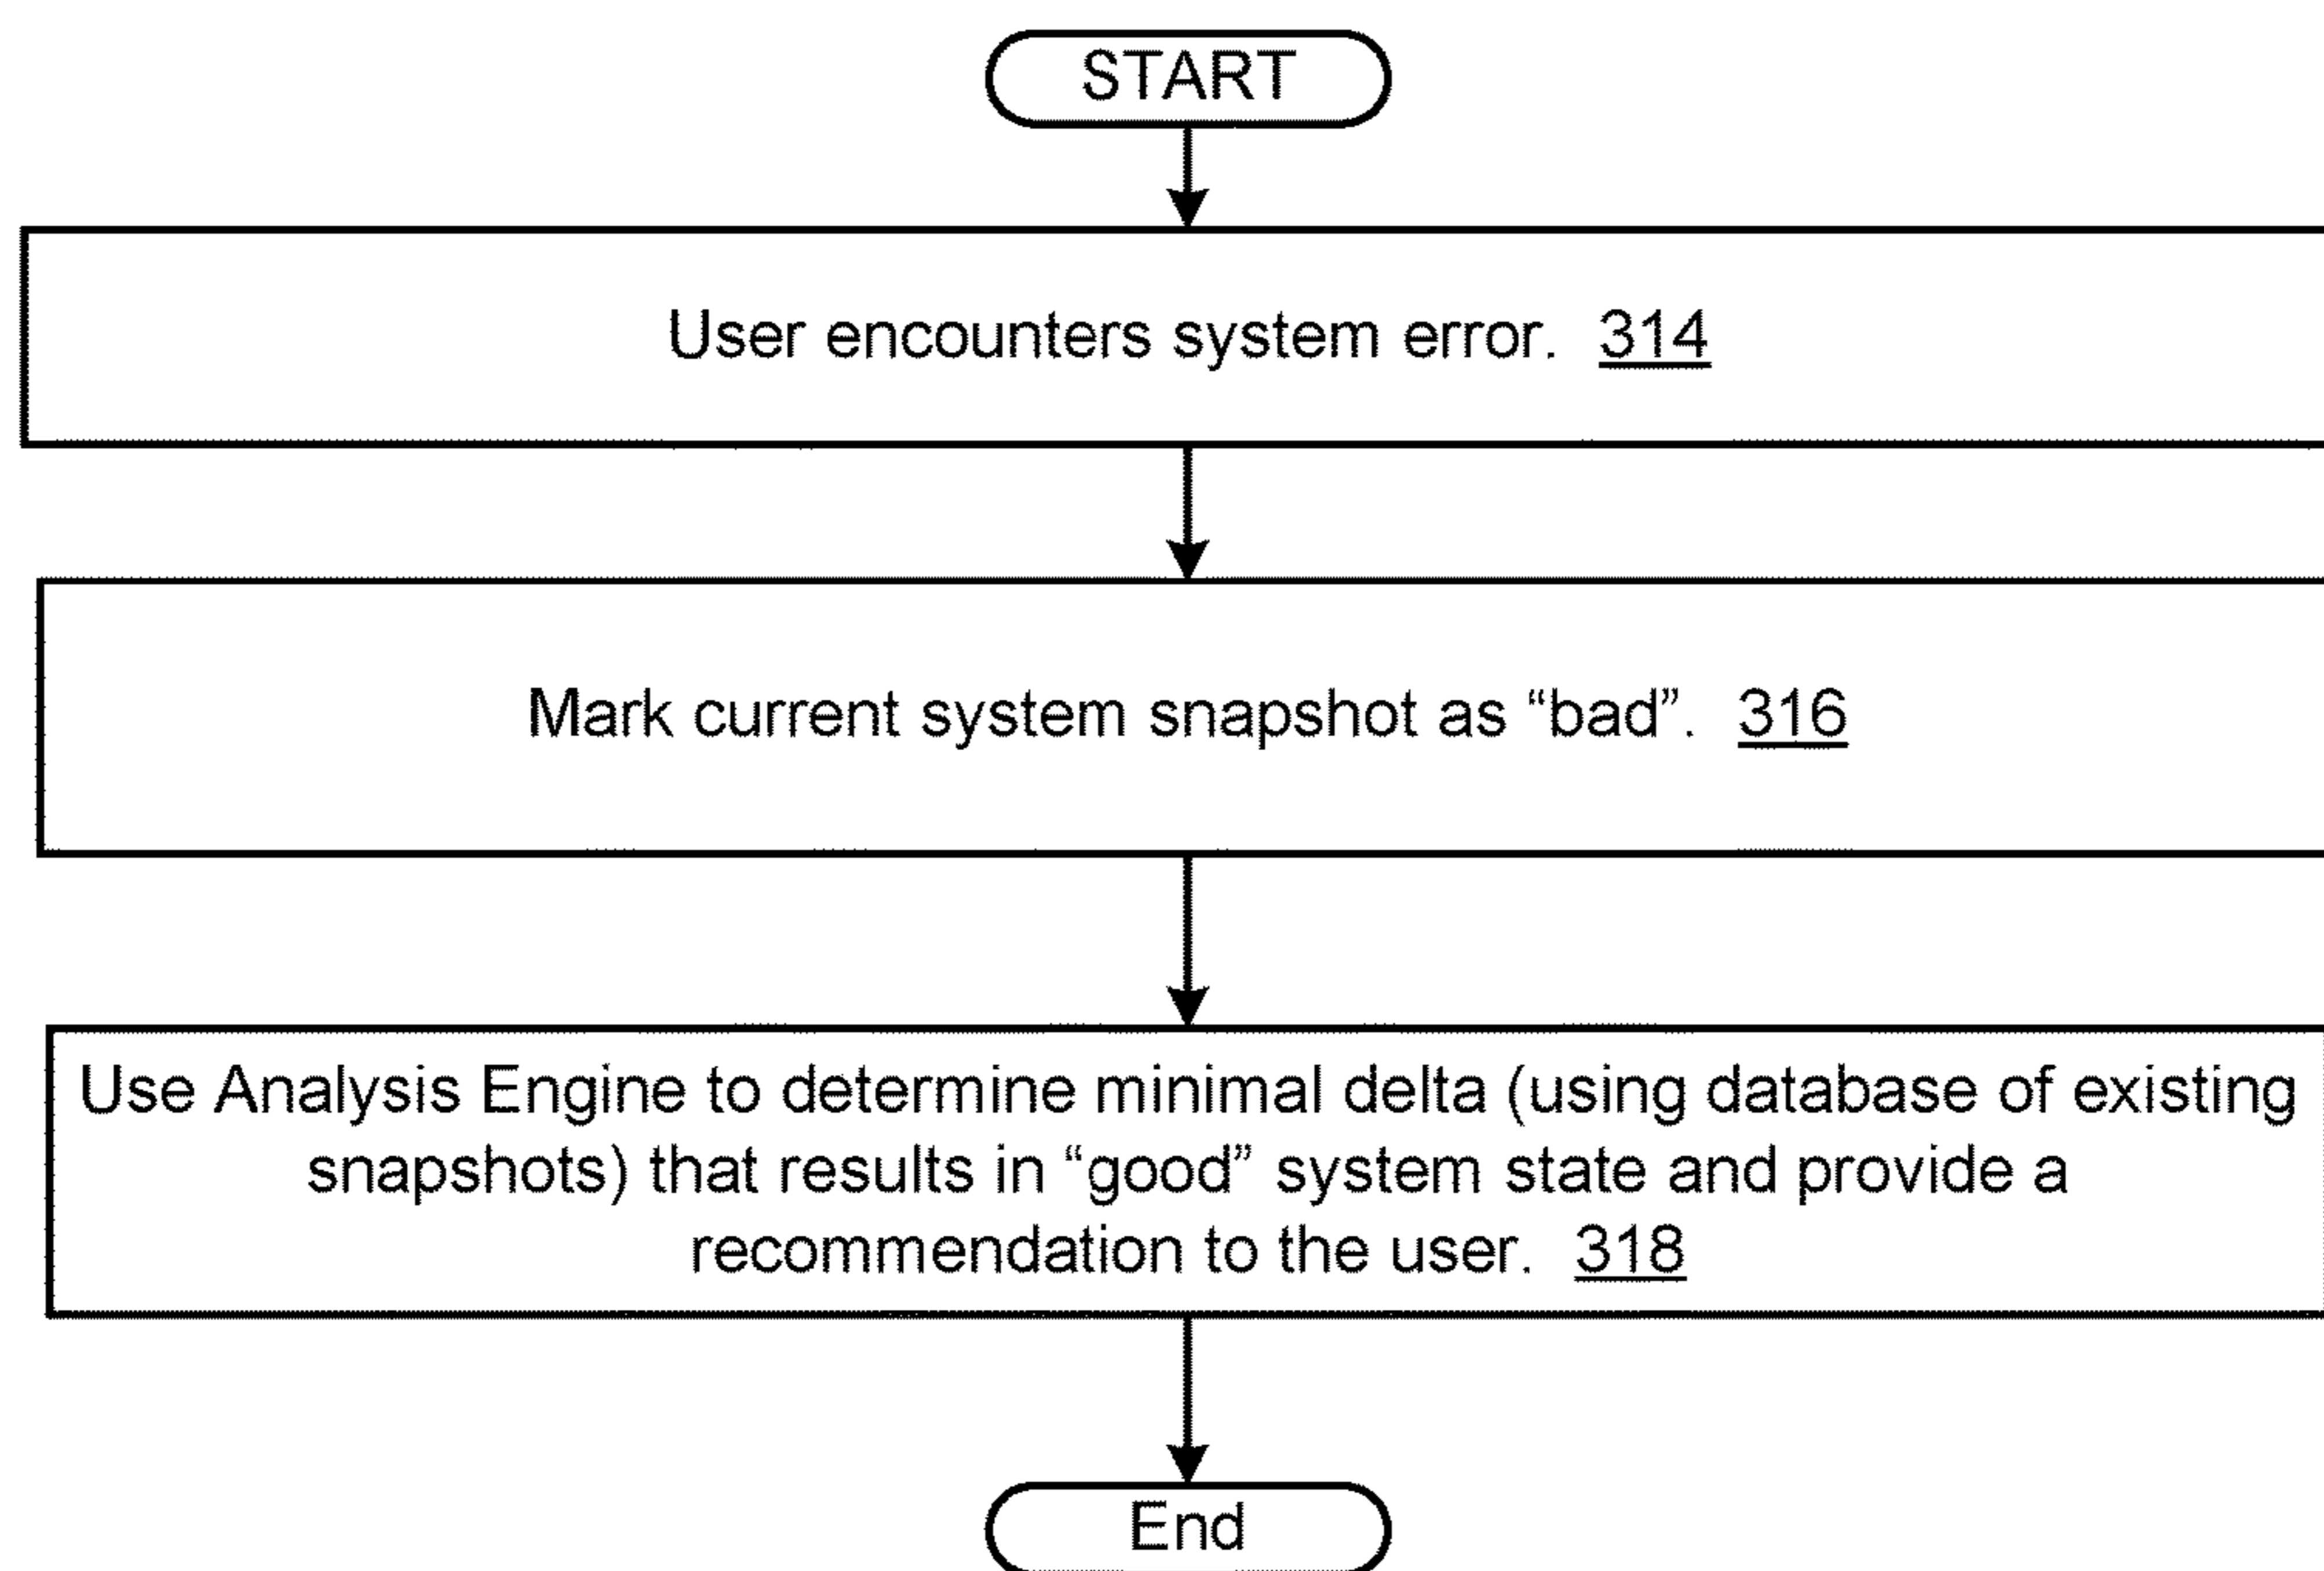 START
User encounters system error. 314
Mark current system snapshot as “bad”. 316
Use Analysis Engine to determine minimal delta (using database of existing
snapshots) that results in “good” system state and provide a
recommendation to the user. 318
End